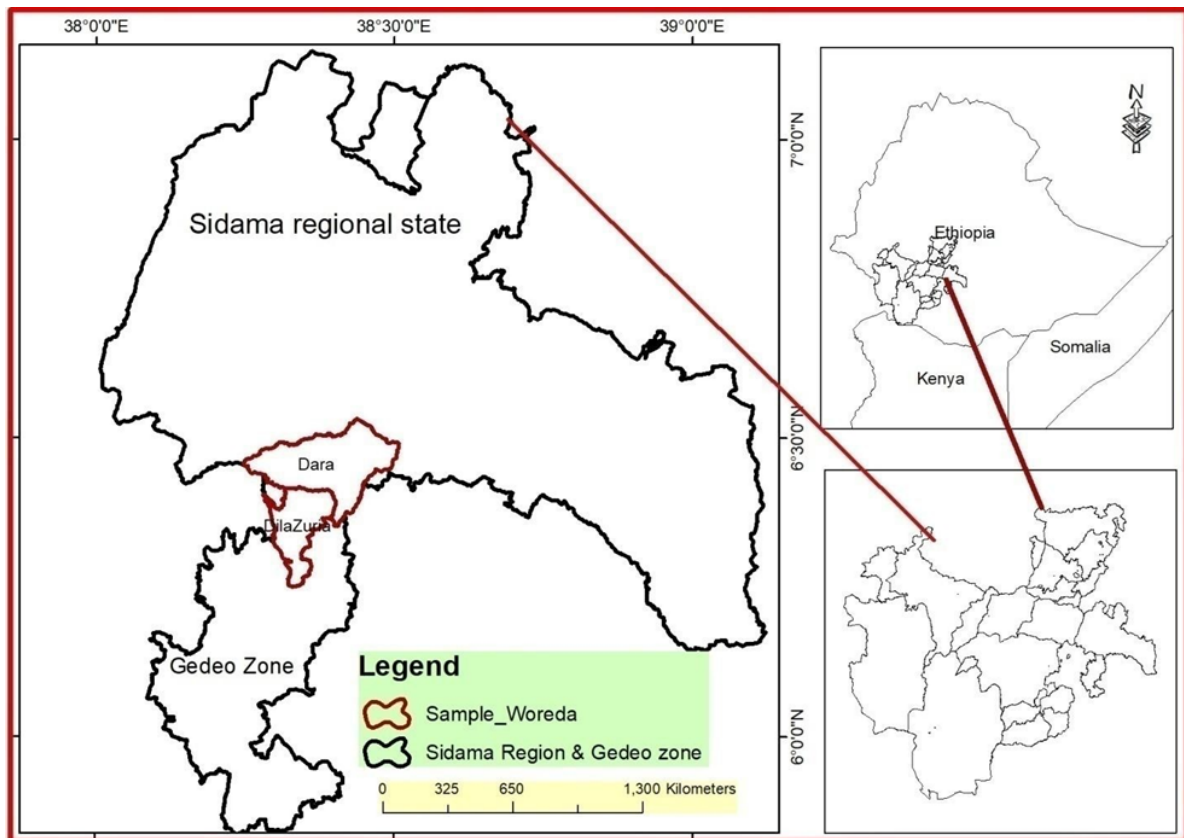 38°0'0"E
38°30'0"E
39°0'0"E
7°0'0"N
6°30'0"N
6°0'0"N
Sidama regional state
Dara
DilaZuria
Gedeo Zone
Legend
Sample_Woreda
Sidama Region & Gedeo zone
0 325 650 1,300 Kilometers
N
Ethiopia
Somalia
Kenya